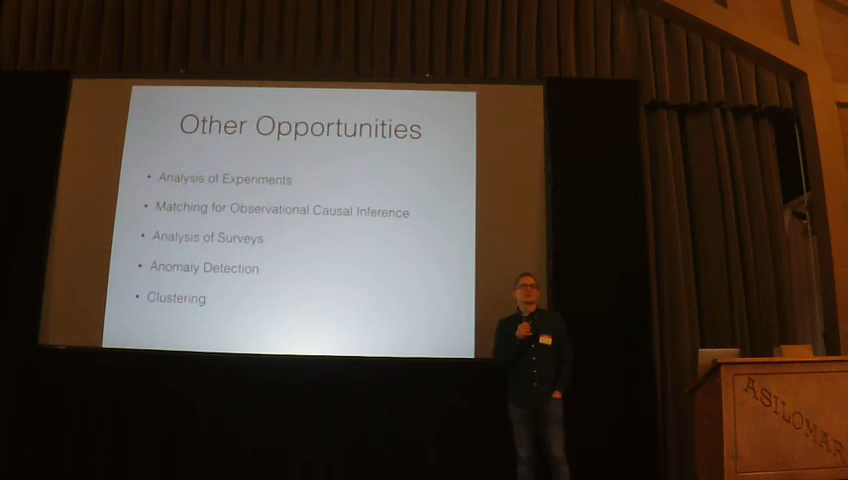 Other Opportunities
• Analysis of Experiments
• Matching for Observational Causal Inference
• Analysis of Surveys
• Anomaly Detection
• Clustering
ASILOMAR